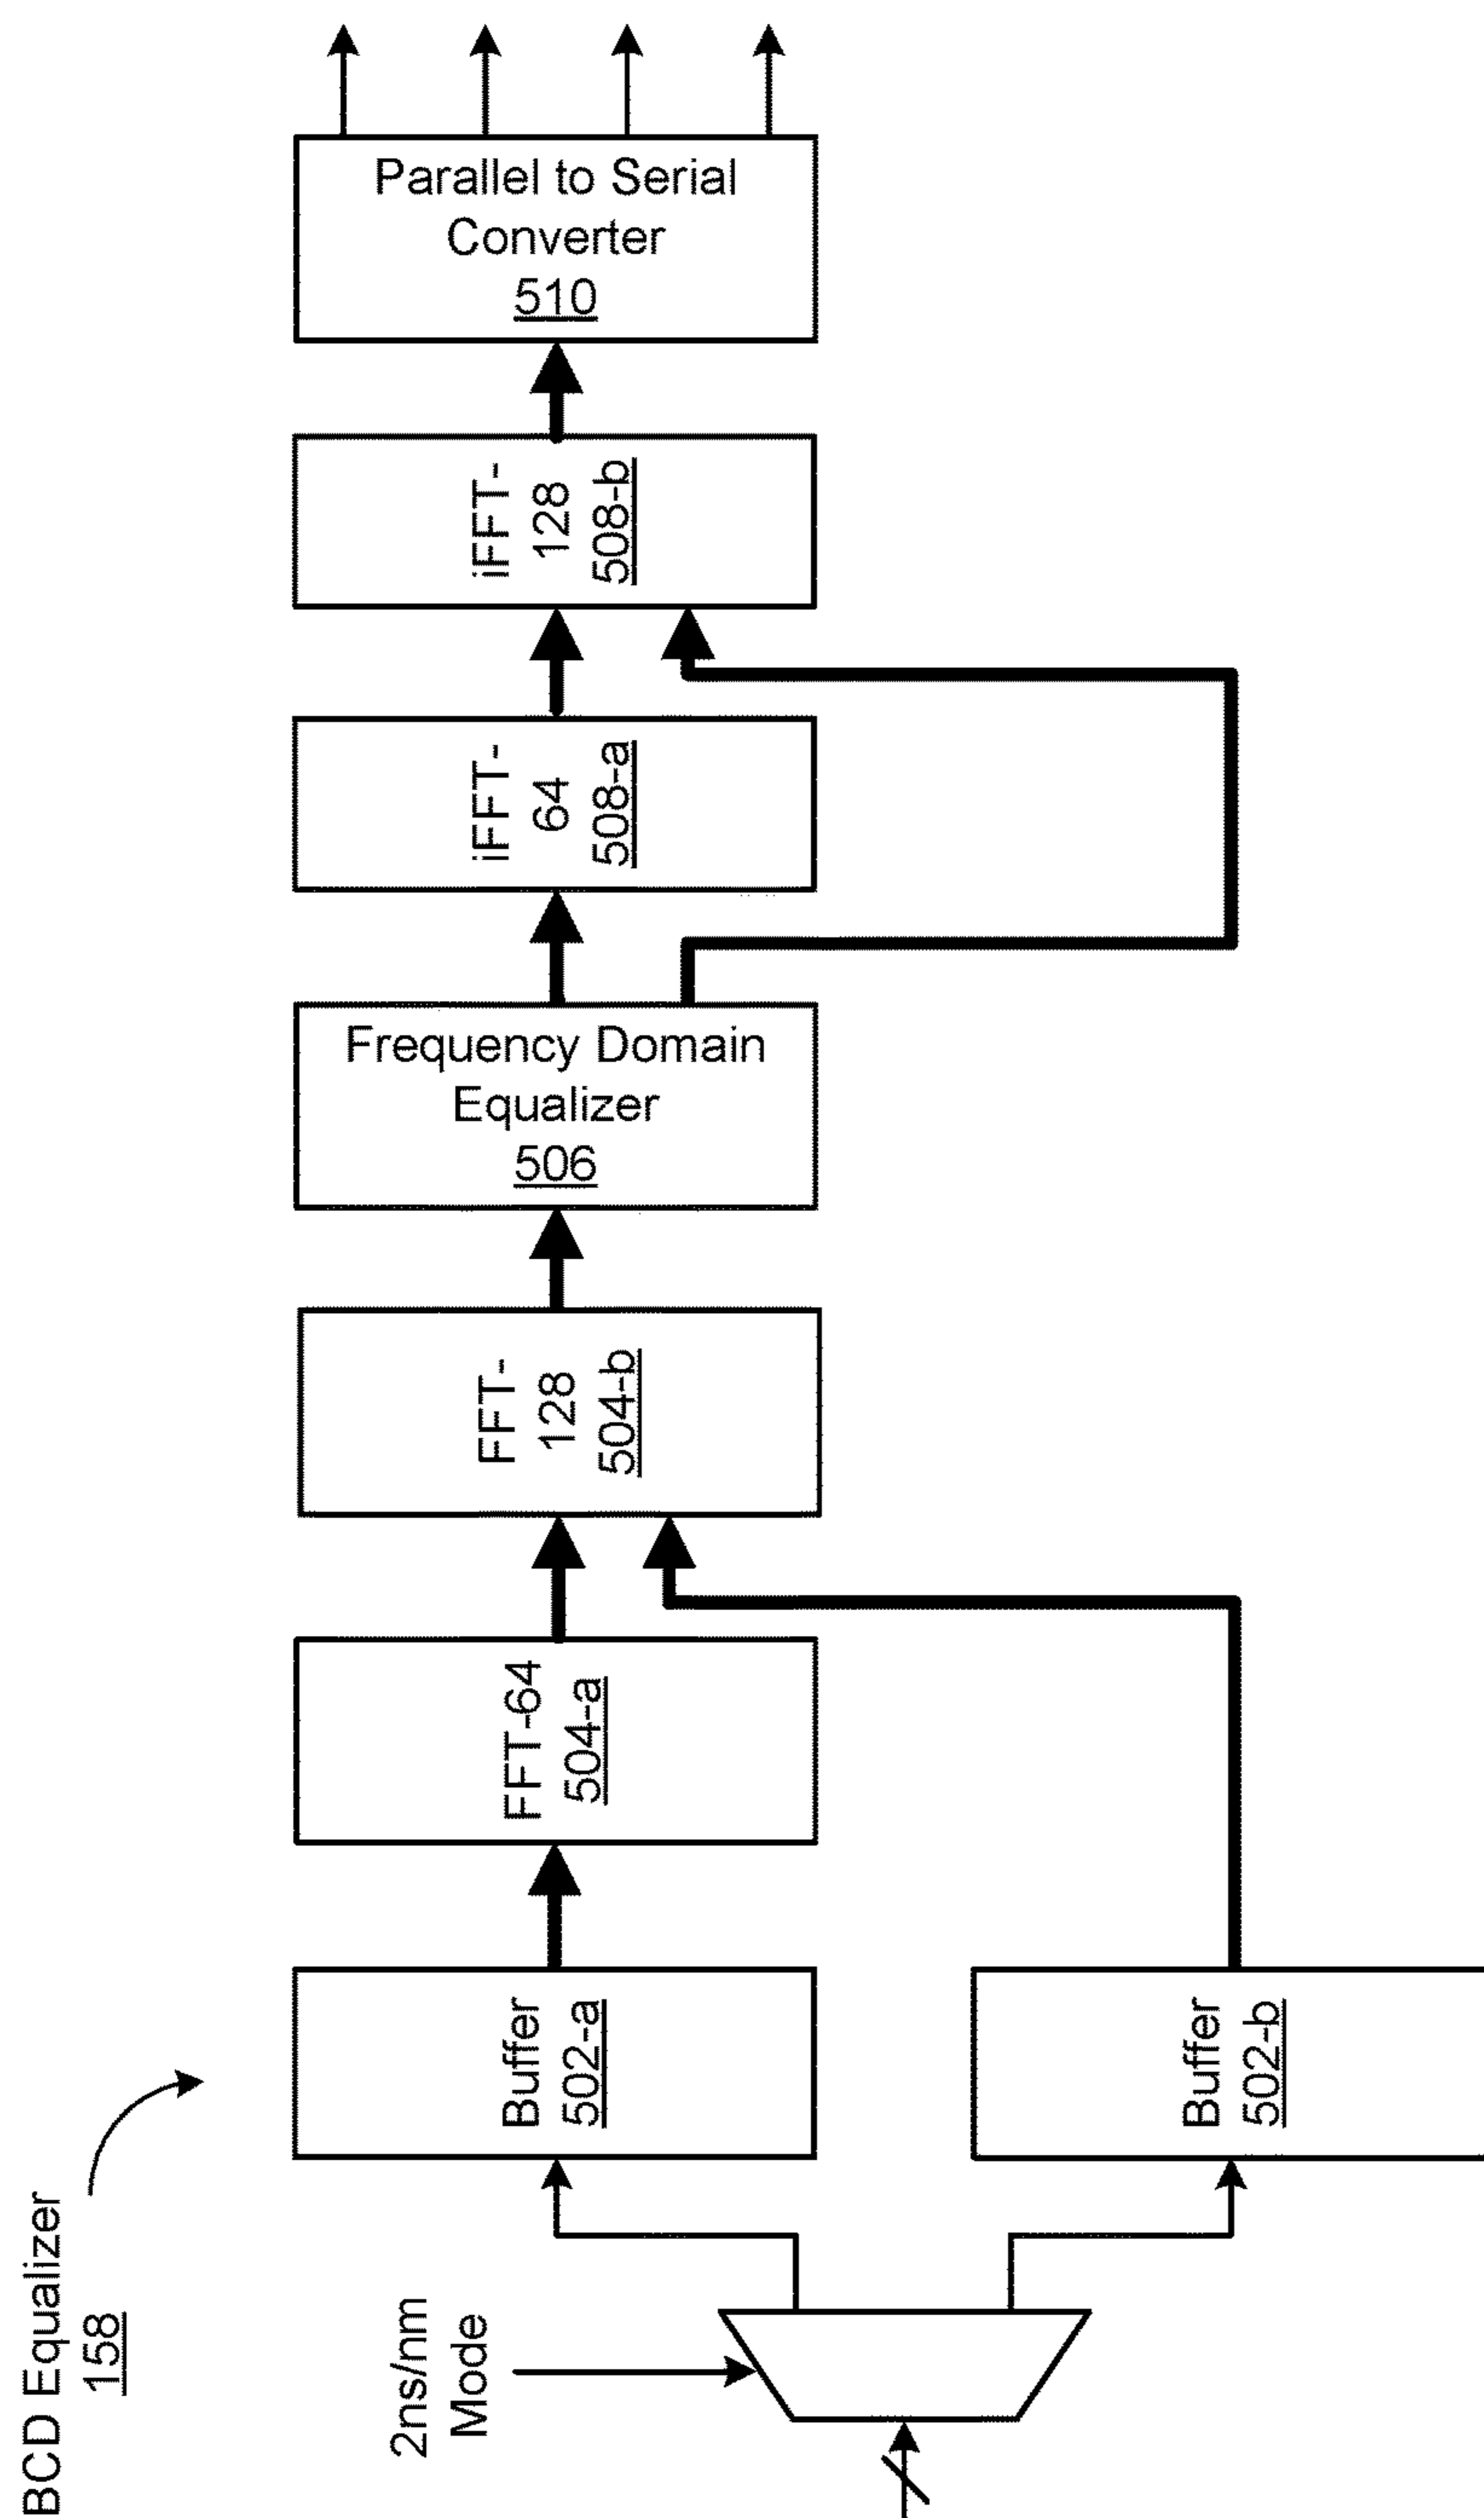 Parallel to Serial
Converter
510
iFFT-
128
508-b
iFFT-
64
508-a
Frequency Domain
Equalizer
506
FFT-
128
504-b
FFT-64
504-a
Buffer
502-a
Buffer
502-b
BCD Equalizer
158
2ns/nm
Mode